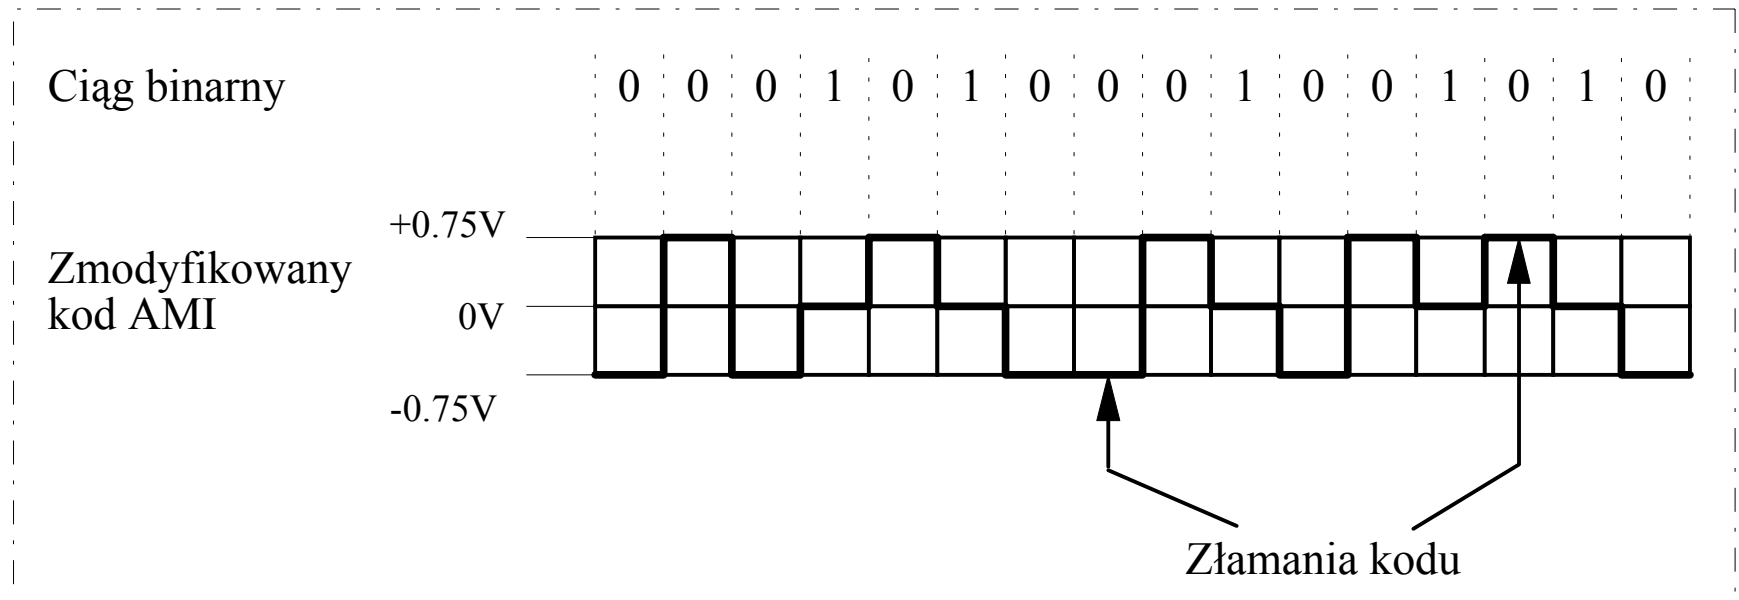 Ciąg binarny 0 0 0 1 0 1 0 0 0 1 0 0 1 0 1 0
+0.75V
Zmodyfikowany
kod AMI
0V
-0.75V
Złamania kodu